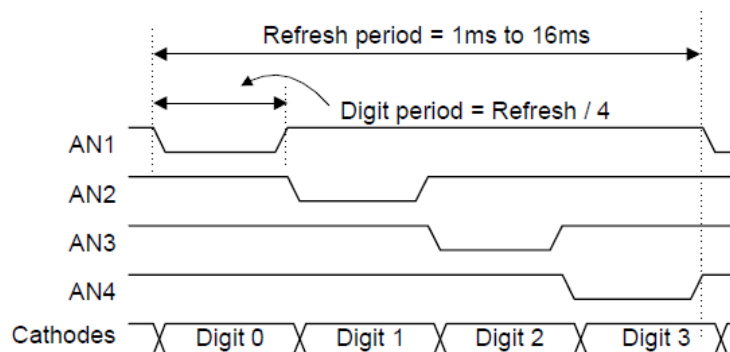 Refresh period = 1ms to 16ms
Digit period = Refresh / 4
AN1
AN2
AN3
AN4
Cathodes Digit 0 Digit 1 Digit 2 Digit 3